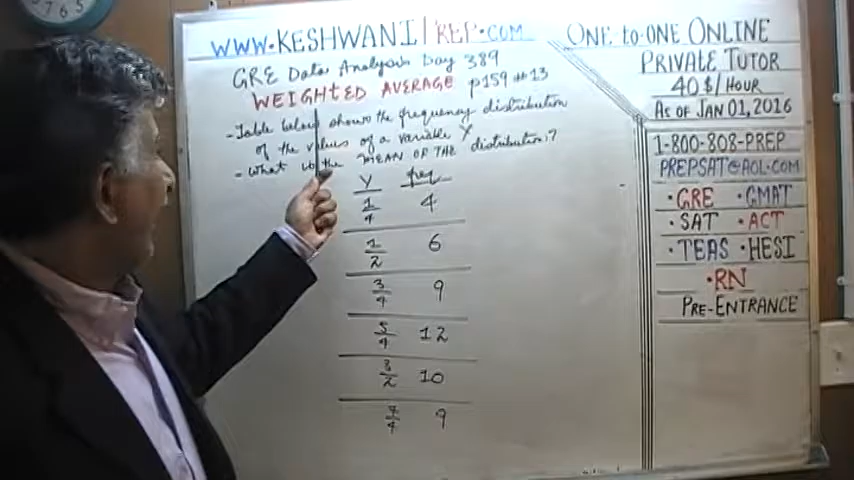 WWW.KESHWANIPREP.COM
GRE Data Analysis Day 389
WEIGHTED AVERAGE p159 #13
- Table below shows the frequency distribution
of the values of a variable Y
- What is the MEAN OF THE distribution?
Y freq
1/4 4
1/2 6
3/4 9
5/4 12
3/2 10
7/4 9
ONE-TO-ONE ONLINE
PRIVATE TUTOR
40$/HOUR
AS OF JAN 01, 2016
1-800-808-PREP
PREPSAT@AOL.COM
•GRE •GMAT
•SAT •ACT
•TEAS •HESI
•RN
PRE-ENTRANCE